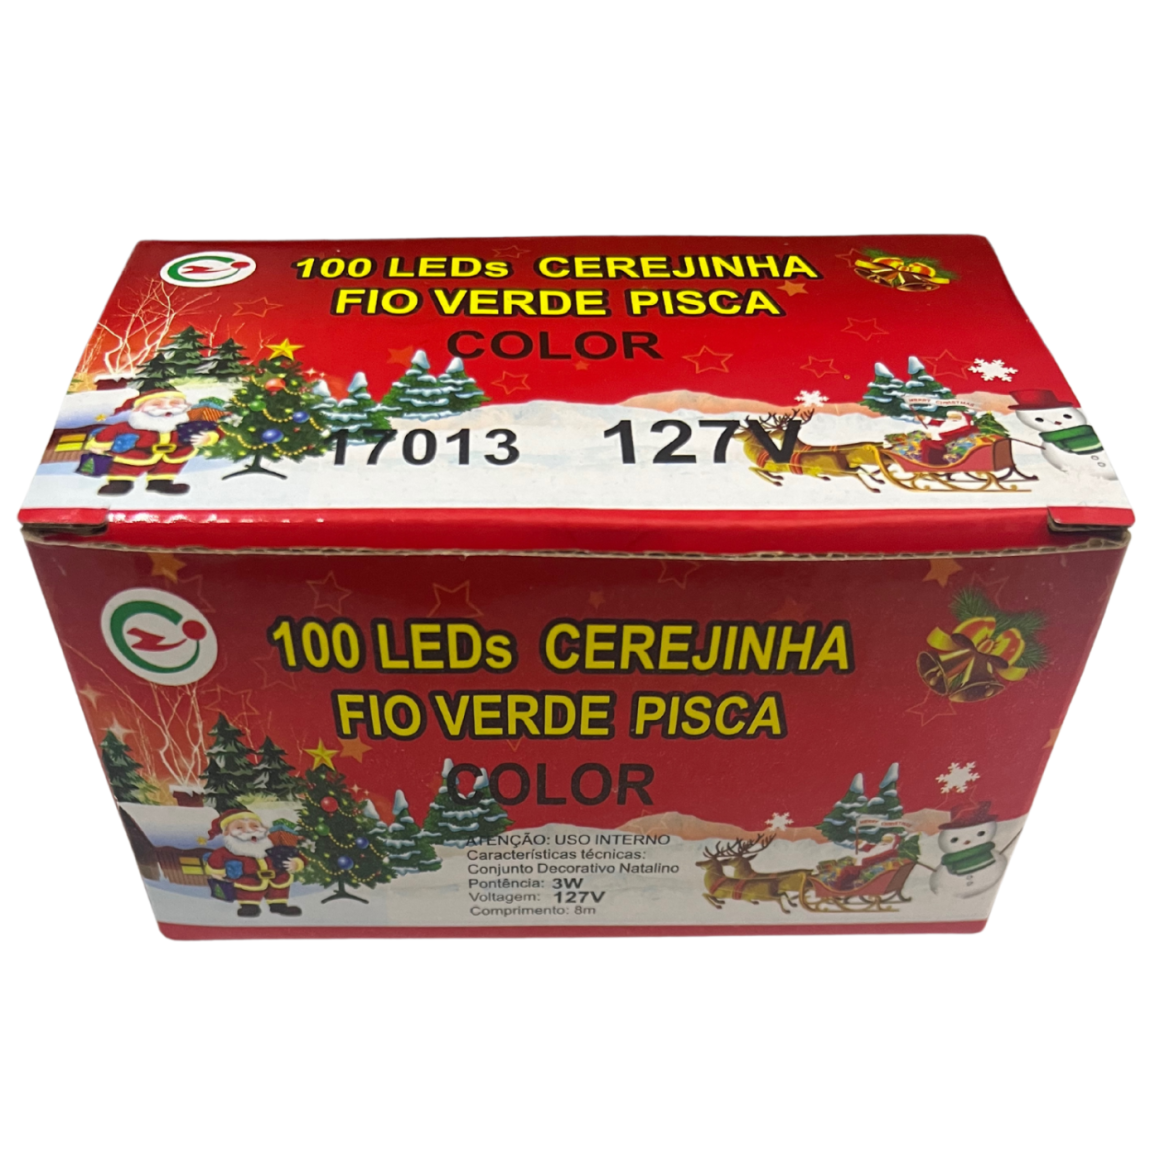 100 LEDs CEREJINHA
FIO VERDE PISCA
COLOR
17013 127V
100 LEDs CEREJINHA
FIO VERDE PISCA
COLOR
ATENÇÃO: USO INTERNO
Características técnicas:
Conjunto Decorativo Natalino
Pontência: 3W
Voltagem: 127V
Comprimento: 8m